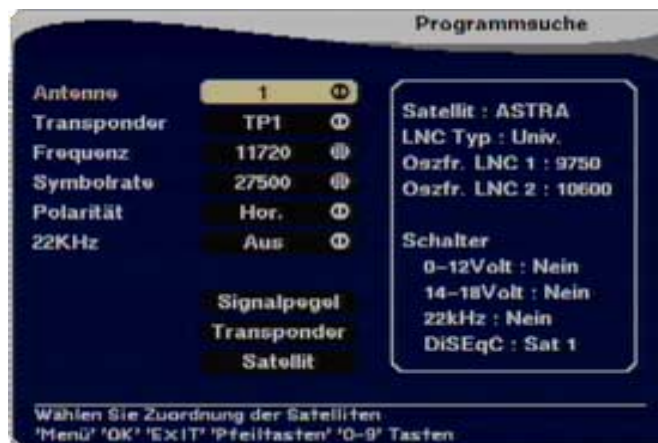 Programmsuche
Antenne 1
Transponder TP1
Frequenz 11720
Symbolrate 27500
Polarität Hor.
22KHz Aus
Signalpegel
Transponder
Satellit
Satellit : ASTRA
LNC Typ : Univ.
Oszfr. LNC 1 : 9750
Oszfr. LNC 2 : 10600
Schalter
0-12Volt : Nein
14-18Volt : Nein
22kHz : Nein
DiSEqC : Sat 1
Wählen Sie Zuordnung der Satelliten
'Menü' 'OK' 'EXIT' 'Pfeiltasten' '0-9' Tasten